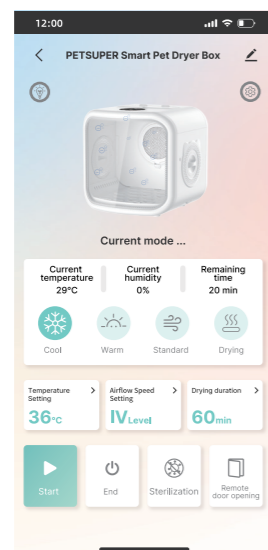 12:00
PETSUPER Smart Pet Dryer Box
Current mode ...
Current temperature
29°C
Current humidity
0%
Remaining time
20 min
Cool
Warm
Standard
Drying
Temperature Setting
36°C
Airflow Speed Setting
IV Level
Drying duration
60min
Start
End
Sterilization
Remote door opening